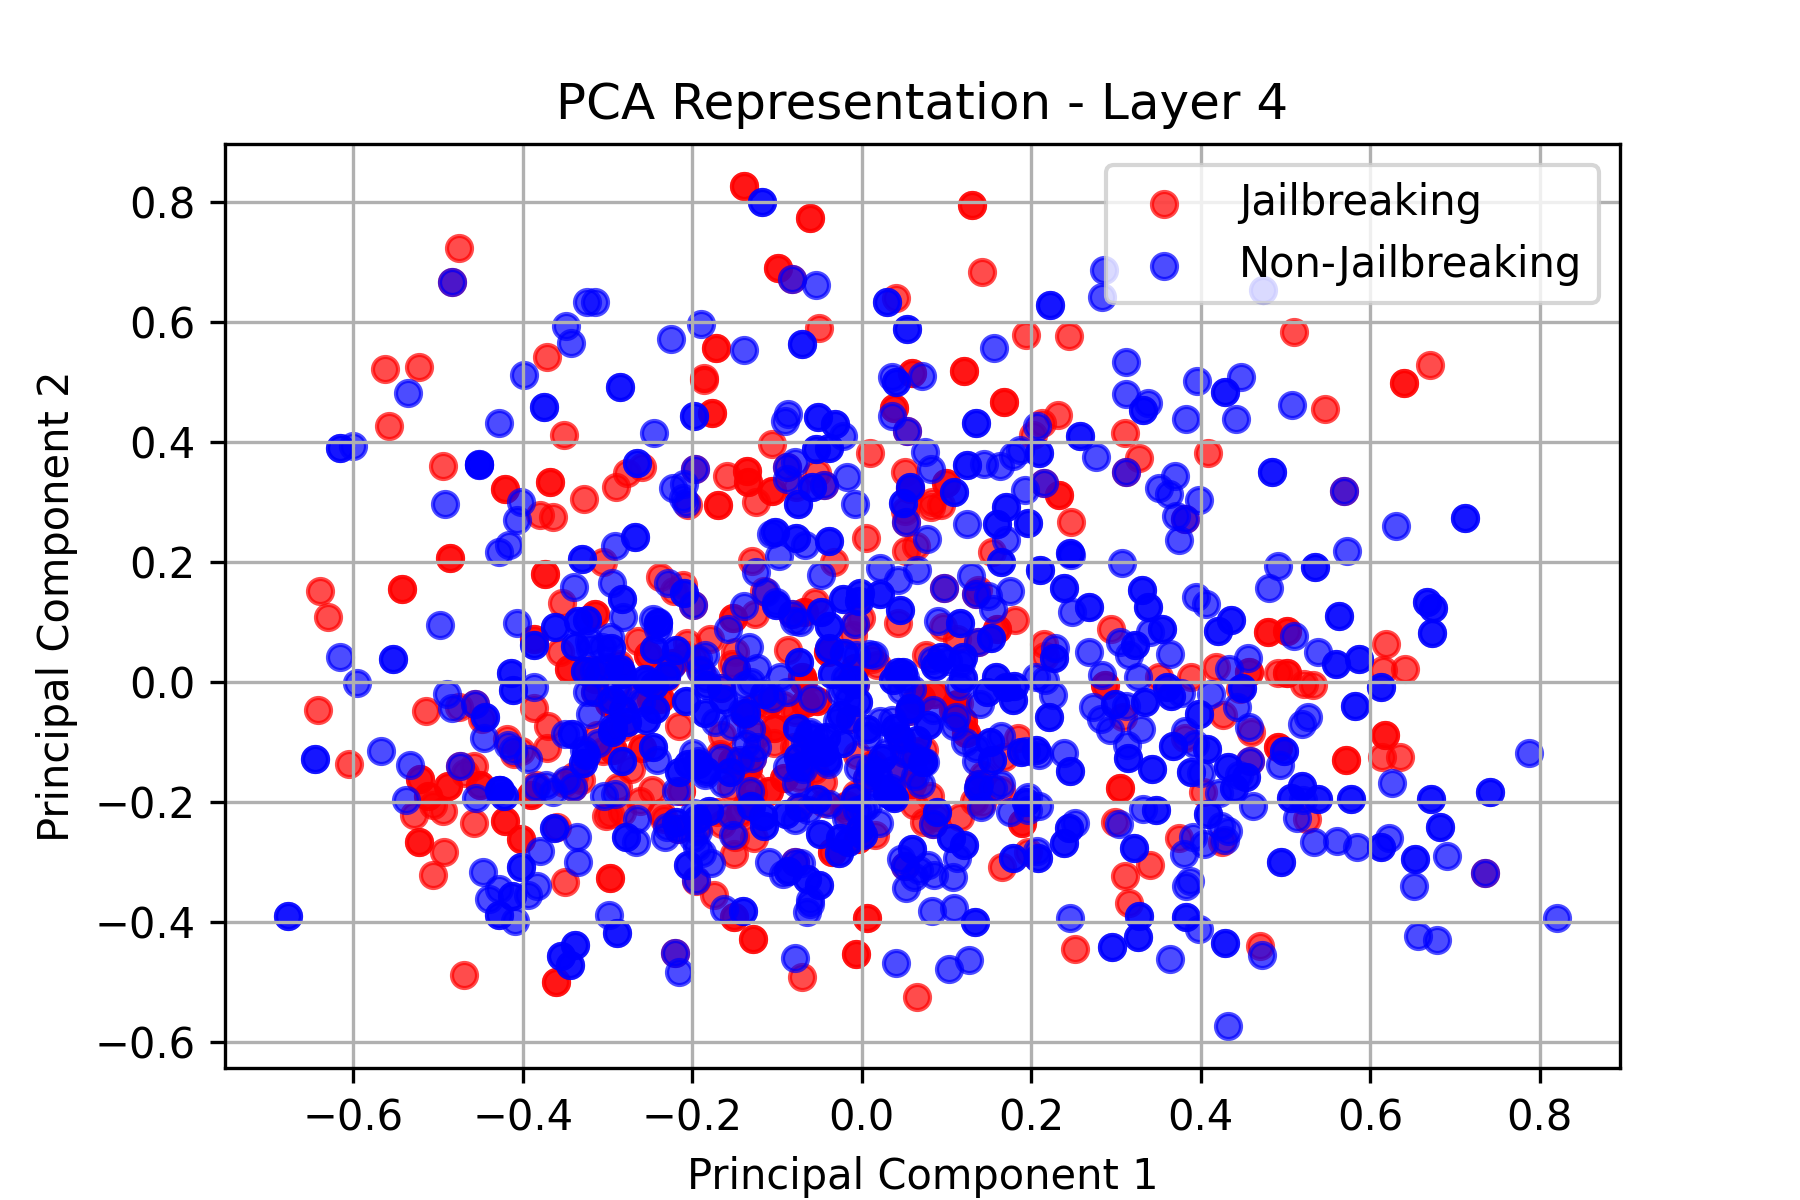 PCA Representation - Layer 4
Jailbreaking
Non-Jailbreaking
Principal Component 2
0.8
0.6
0.4
0.2
0.0
−0.2
−0.4
−0.6
−0.6 −0.4 −0.2 0.0 0.2 0.4 0.6 0.8
Principal Component 1